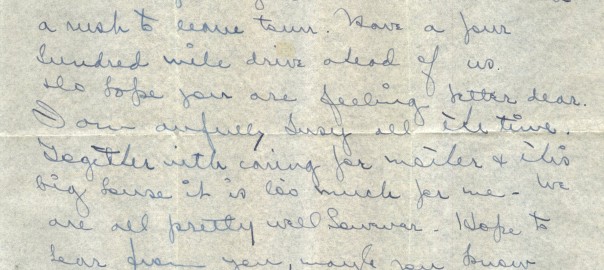 a rush to leave town. Have a four
hundred mile drive ahead of us.
Do hope you are feeling better dear.
I am awfully busy all the time.
Together with caring for mother & this
big house it is too much for me - We
are all pretty well however. Hope to
hear from you, maybe you know